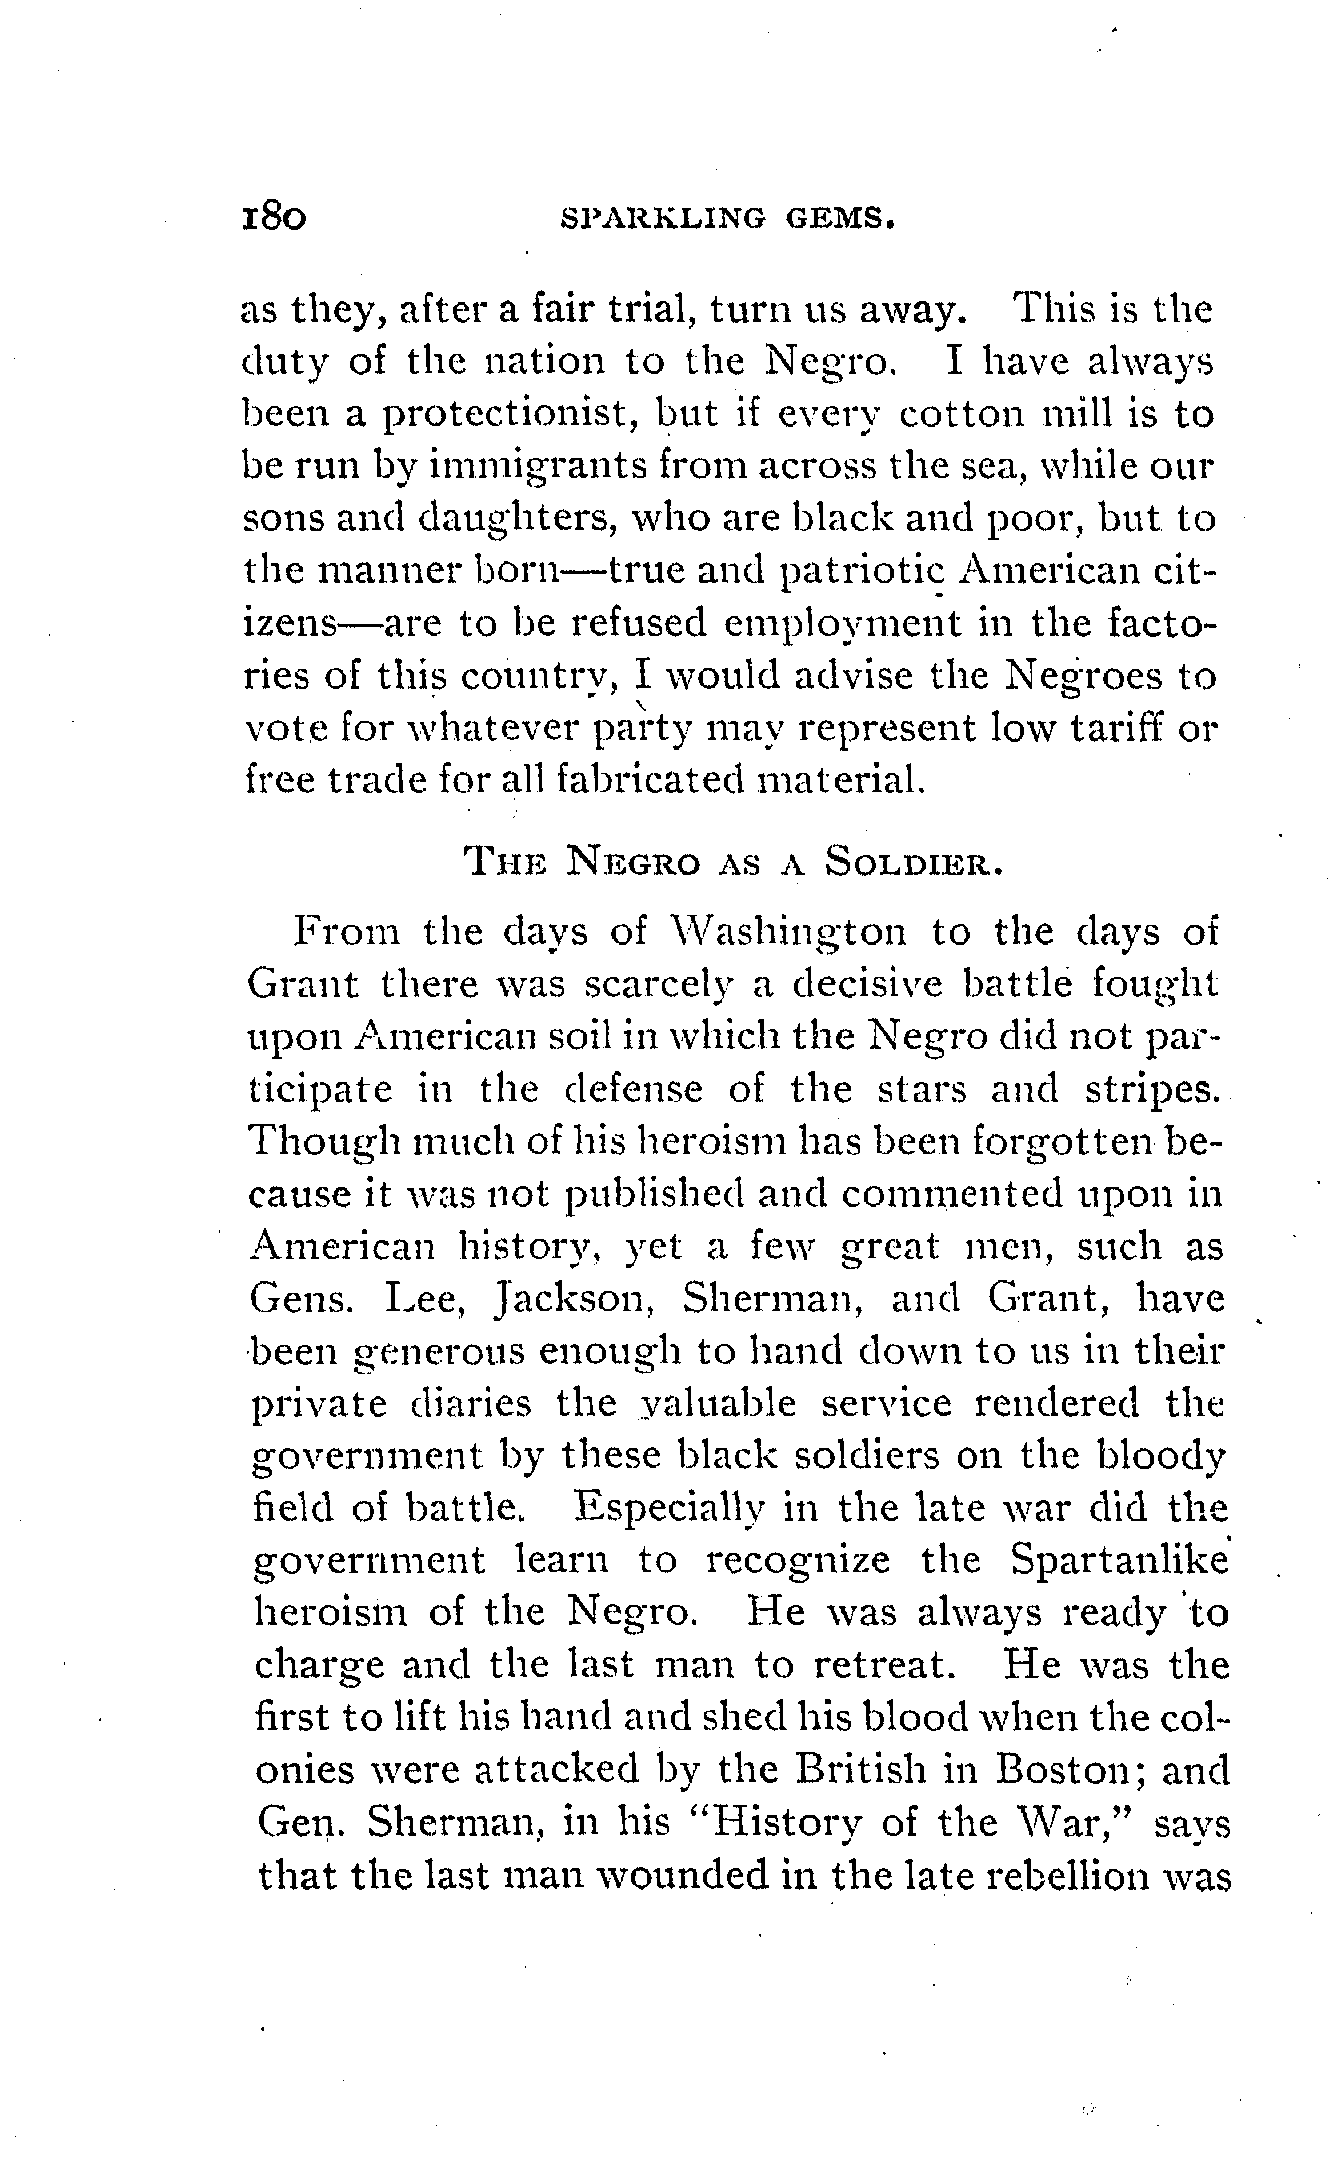 180 SPARKLING GEMS.
as they, after a fair trial, turn us away. This is the
duty of the nation to the Negro. I have always
been a protectionist, but if every cotton mill is to
be run by immigrants from across the sea, while our
sons and daughters, who are black and poor, but to
the manner born—true and patriotic American cit-
izens—are to be refused employment in the facto-
ries of this country, I would advise the Negroes to
vote for whatever party may represent low tariff or
free trade for all fabricated material.
THE NEGRO AS A SOLDIER.
From the days of Washington to the days of
Grant there was scarcely a decisive battle fought
upon American soil in which the Negro did not par-
ticipate in the defense of the stars and stripes.
Though much of his heroism has been forgotten be-
cause it was not published and commented upon in
American history, yet a few great men, such as
Gens. Lee, Jackson, Sherman, and Grant, have
been generous enough to hand down to us in their
private diaries the valuable service rendered the
government by these black soldiers on the bloody
field of battle. Especially in the late war did the
government learn to recognize the Spartanlike
heroism of the Negro. He was always ready to
charge and the last man to retreat. He was the
first to lift his hand and shed his blood when the col-
onies were attacked by the British in Boston; and
Gen. Sherman, in his "History of the War," says
that the last man wounded in the late rebellion was